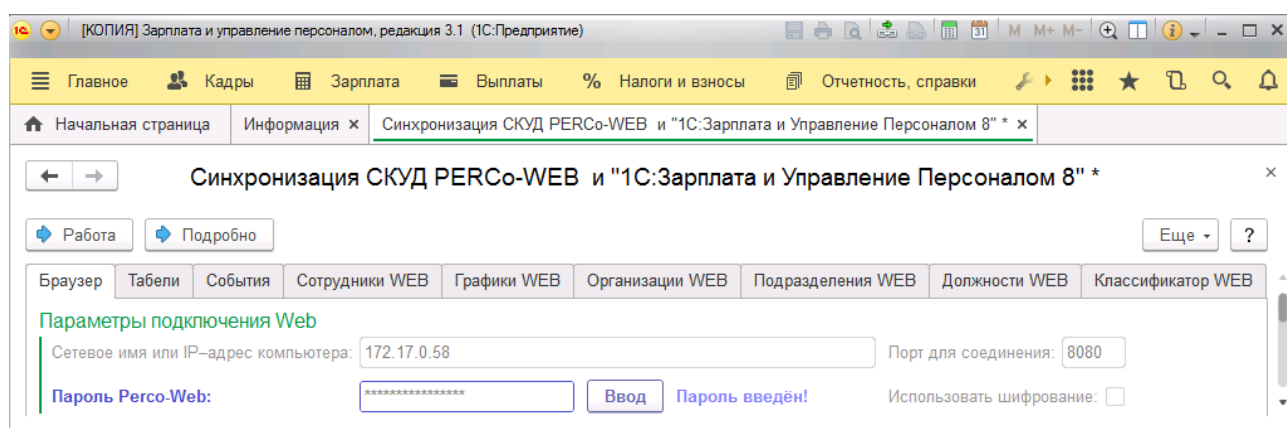 [КОПИЯ] Зарплата и управление персоналом, редакция 3.1 (1С:Предприятие) 31 M M+ M-
Главное Кадры Зарплата Выплаты % Налоги и взносы Отчетность, справки
Начальная страница Информация × Синхронизация СКУД PERCo-WEB и "1С:Зарплата и Управление Персоналом 8" * ×
Синхронизация СКУД PERCo-WEB и "1С:Зарплата и Управление Персоналом 8" *
Работа Подробно Еще ?
Браузер Табели События Сотрудники WEB Графики WEB Организации WEB Подразделения WEB Должности WEB Классификатор WEB
Параметры подключения Web
Сетевое имя или IP–адрес компьютера: 172.17.0.58 Порт для соединения: 8080
Пароль Perco-Web: **************** Ввод Пароль введён! Использовать шифрование: